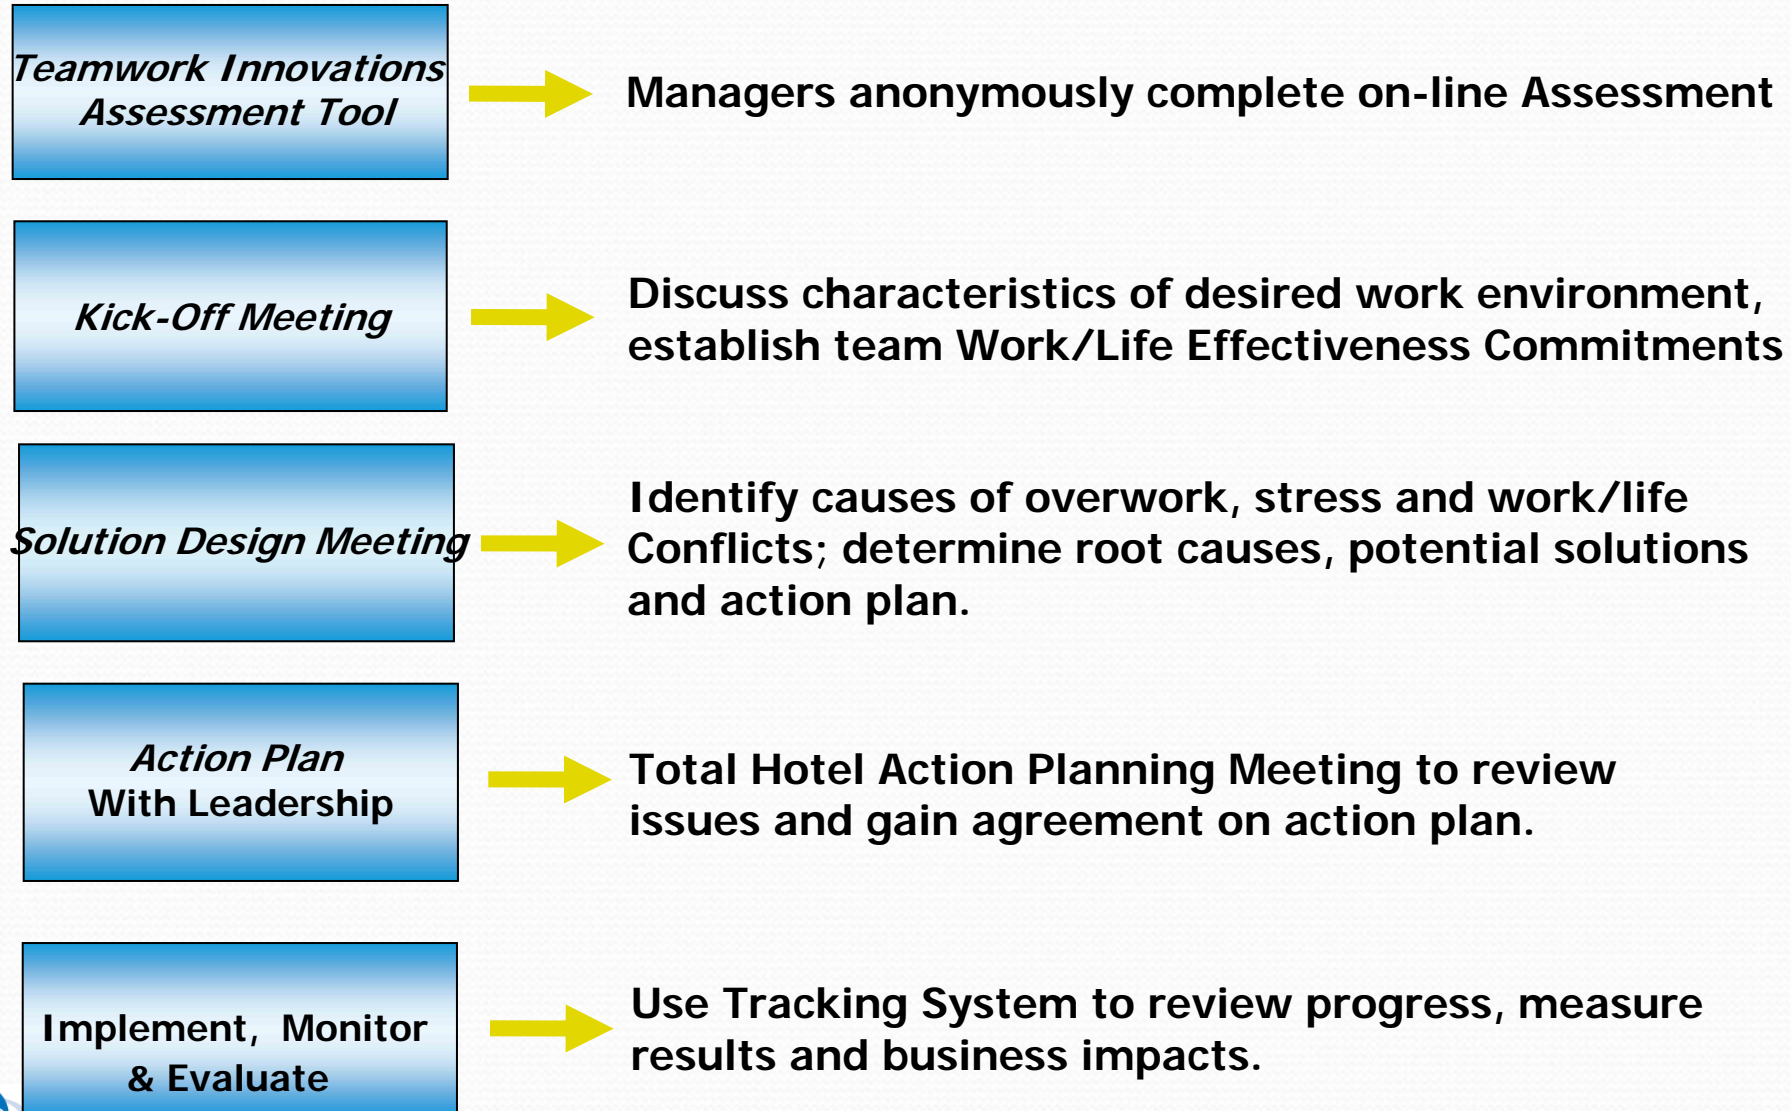 Teamwork Innovations
Assessment Tool
Managers anonymously complete on-line Assessment
Kick-Off Meeting
Discuss characteristics of desired work environment,
establish team Work/Life Effectiveness Commitments
Solution Design Meeting
Identify causes of overwork, stress and work/life
Conflicts; determine root causes, potential solutions
and action plan.
Action Plan
With Leadership
Total Hotel Action Planning Meeting to review
issues and gain agreement on action plan.
Implement, Monitor
& Evaluate
Use Tracking System to review progress, measure
results and business impacts.